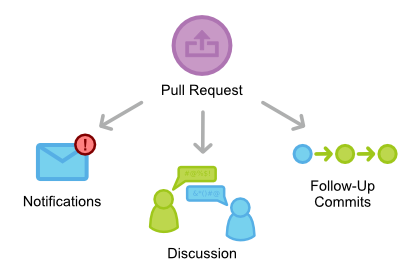 Pull Request
Notifications
Discussion
Follow-Up
Commits